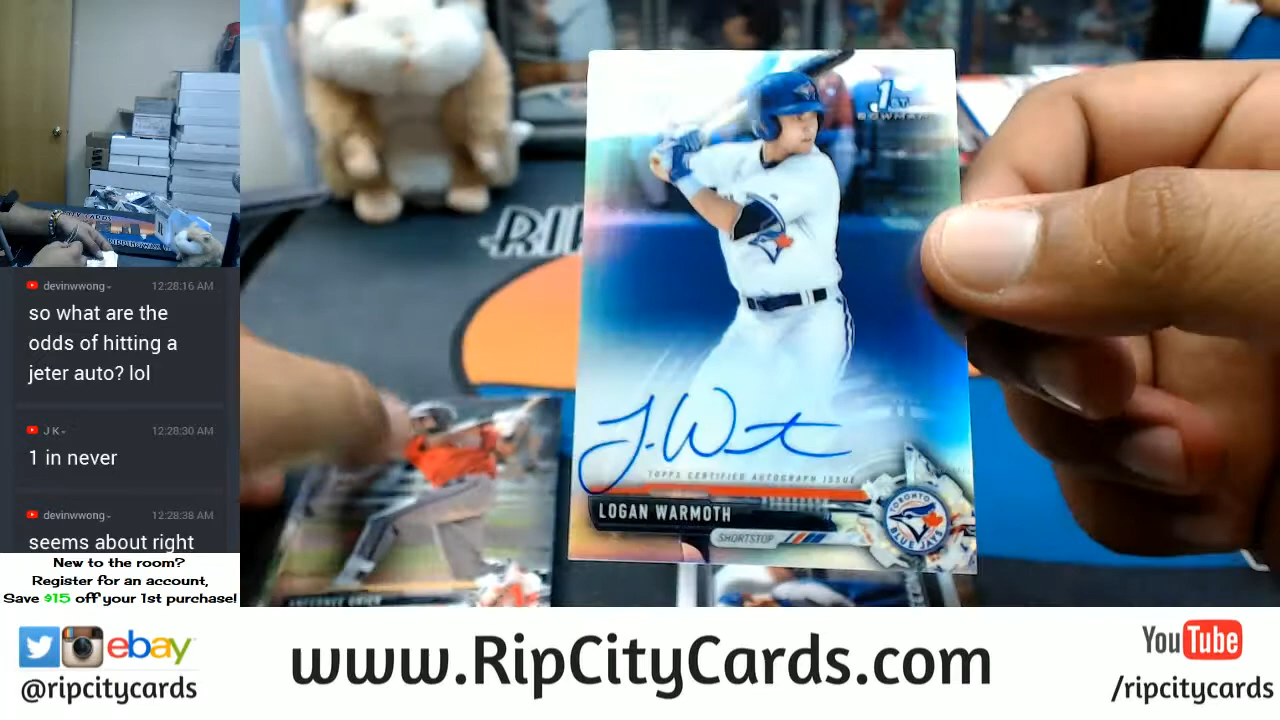 devinwwong
12:28:16 AM
so what are the
odds of hitting a
jeter auto? lol
J K
12:28:30 AM
1 in never
devinwwong
12:28:38 AM
seems about right
New to the room?
Register for an account,
Save $15 off your 1st purchase!
RIP
1ST
BOWMAN
J. W
TOPPS CERTIFIED AUTOGRAPH ISSUE
LOGAN WARMOTH
SHORTSTOP
TORONTO
BLUE JAYS
ebay
@ripcitycards
www.RipCityCards.com
YouTube
/ripcitycards